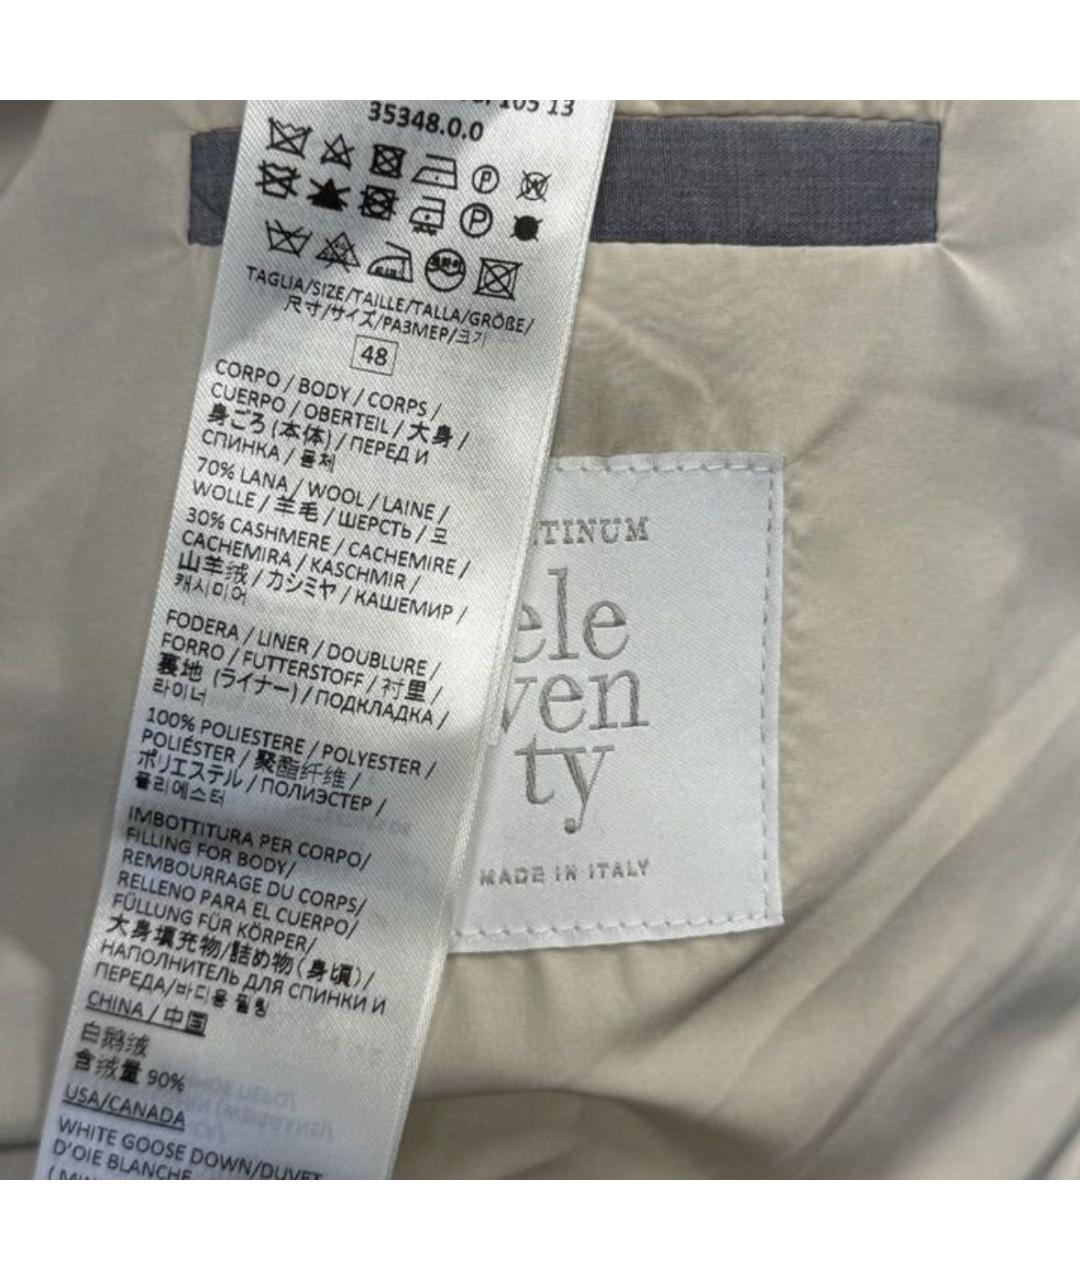 105 13
35348.0.0
TAGLIA/SIZE/TAILLE/TALLA/GRÖßE/
尺寸/サイズ/РАЗМЕР/크기
48
CORPO / BODY / CORPS /
CUERPO / OBERTEIL / 大身 /
身ごろ (本体) / ПЕРЕД И
СПИНКА / 몸체
70% LANA / WOOL / LAINE /
WOLLE / 羊毛 / ШЕРСТЬ / 모
30% CASHMERE / CACHEMIRE /
CACHEMIRA / KASCHMIR /
山羊绒 / カシミヤ / КАШЕМИР /
캐시미어
FODERA / LINER / DOUBLURE /
FORRO / FUTTERSTOFF / 衬里 /
裏地 (ライナー) / ПОДКЛАДКА /
라이너
100% POLIESTERE / POLYESTER /
POLIÉSTER / 聚酯纤维 /
ポリエステル / ПОЛИЭСТЕР /
폴리에스터
IMBOTTITURA PER CORPO/
FILLING FOR BODY/
REMBOURRAGE DU CORPS/
RELLENO PARA EL CUERPO/
FÜLLUNG FÜR KÖRPER/
大身填充物/詰め物 (身頃)/
НАПОЛНИТЕЛЬ ДЛЯ СПИНКИ И
ПЕРЕДА/바디용 필링
CHINA / 中国
白鹅绒
含绒量 90%
USA/CANADA
WHITE GOOSE DOWN/DUVET
D'OIE BLANCHE
TINUM
ele
ven
ty
MADE IN ITALY